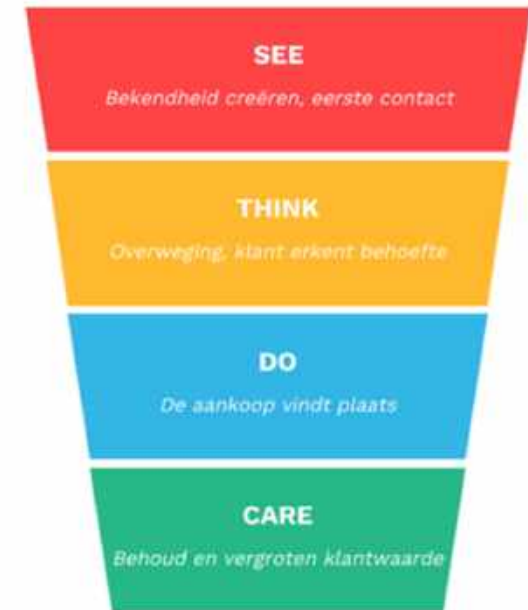 SEE
Bekendheid creëren, eerste contact
THINK
Overweging, klant erkent behoefte
DO
De aankoop vindt plaats
CARE
Behoud en vergroten klantwaarde